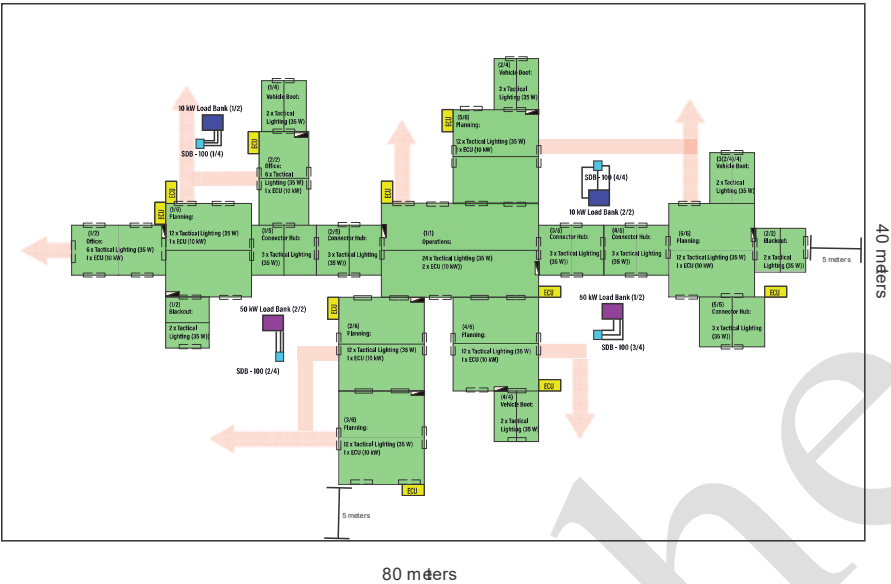 (2/4)
Vehicle Boot:
2 x Tactical
Lighting (35 W)
(1/4)
Vehicle Boot:
2 x Tactical
Lighting (35 W)
10 kW Load Bank (1/2)
SDB - 100 (1/4)
ECU
(5/6)
Planning:
12 x Tactical Lighting (35 W)
1 x ECU (10 kW)
ECU
(2/2)
Office:
6 x Tactical
Lighting (35 W)
1 x ECU (10 kW)
SDB - 100 (4/4)
10 kW Load Bank (2/2)
(3(2/4)/4)
Vehicle Boot:
2 x Tactical
Lighting (35 W)
ECU
ECU
ECU
(1/2)
Office:
6 x Tactical Lighting (35 W)
1 x ECU (10 kW)
(1/6)
Planning:
12 x Tactical Lighting (35 W)
1 x ECU (10 kW)
(1/5)
Connector Hub:
3 x Tactical Lighting
(35 W))
(2/5)
Connector Hub:
3 x Tactical Lighting
(35 W))
(1/1)
Operations:
24 x Tactical Lighting (35 W)
2 x ECU (10 kW))
(3/5)
Connector Hub:
3 x Tactical Lighting
(35 W))
(4/5)
Connector Hub:
3 x Tactical Lighting
(35 W))
(6/6)
Planning:
12 x Tactical Lighting (35 W)
1 x ECU (10 kW)
(2/2)
Blackout:
2 x Tactical
Lighting (35 W))
5 meters
40 meters
ECU
ECU
(1/2)
Blackout:
2 x Tactical
Lighting (35 W))
50 kW Load Bank (2/2)
SDB - 100 (2/4)
ECU
(2/6)
Planning:
12 x Tactical Lighting (35 W)
1 x ECU (10 kW)
(4/6)
Planning:
12 x Tactical Lighting (35 W)
1 x ECU (10 kW)
50 kW Load Bank (1/2)
SDB - 100 (3/4)
(5/5)
Connector Hub:
3 x Tactical Lighting
(35 W)
ECU
(4/4)
Vehicle Boot:
2 x Tactical
Lighting (35 W)
(3/6)
Planning:
12 x Tactical Lighting (35 W)
1 x ECU (10 kW)
ECU
5 meters
80 meters
he